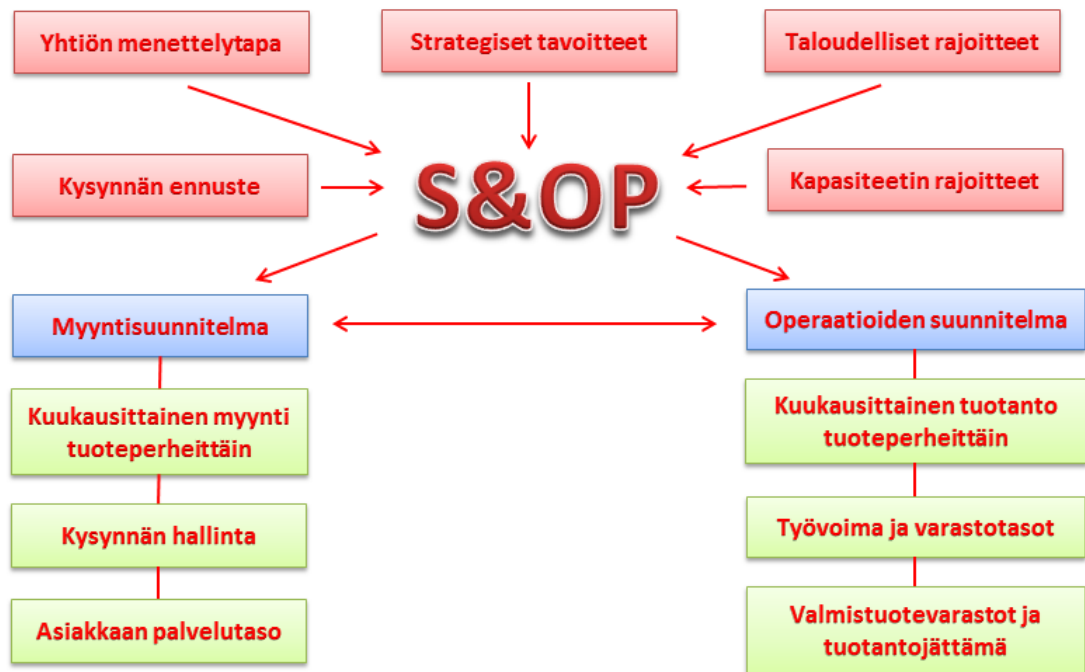 Yhtiön menettelytapa
Strategiset tavoitteet
Taloudelliset rajoitteet
Kysynnän ennuste
S&OP
Kapasiteetin rajoitteet
Myyntisuunnitelma
Operaatioiden suunnitelma
Kuukausittainen myynti
tuoteperheittäin
Kuukausittainen tuotanto
tuoteperheittäin
Kysynnän hallinta
Työvoima ja varastotasot
Asiakkaan palvelutaso
Valmistuotevarastot ja
tuotantojättämä